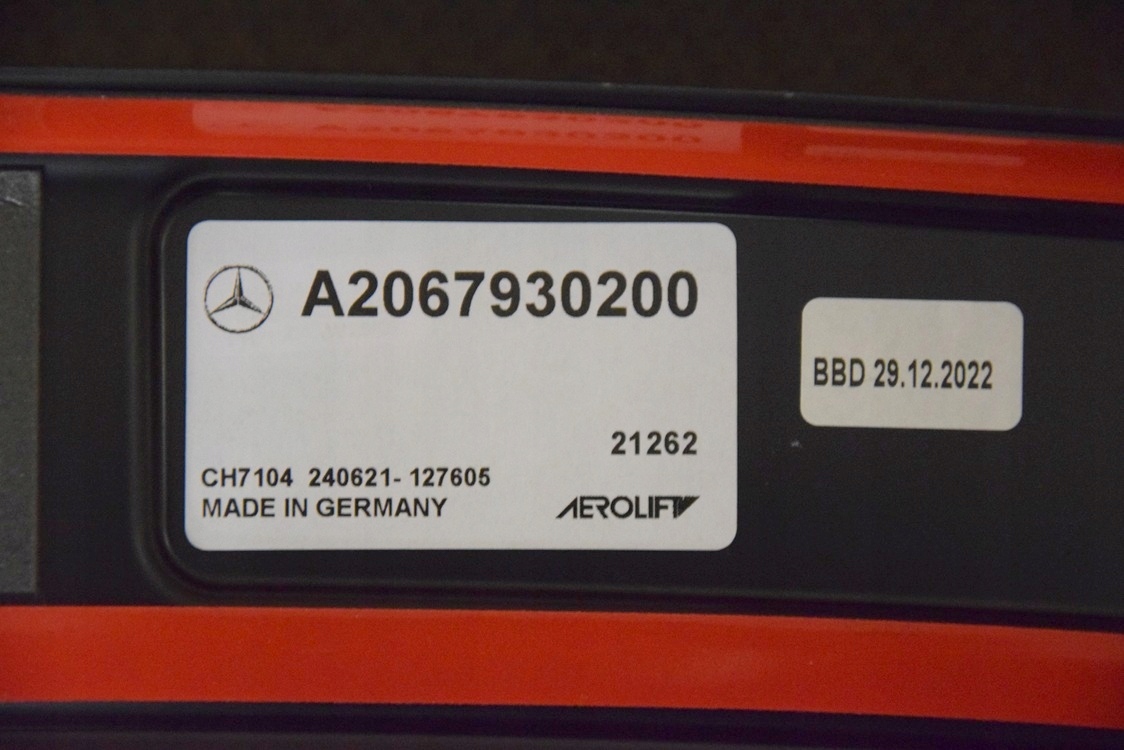 A2067930200
21262
CH7104 240621- 127605
MADE IN GERMANY
AEROLIFT
BBD 29.12.2022